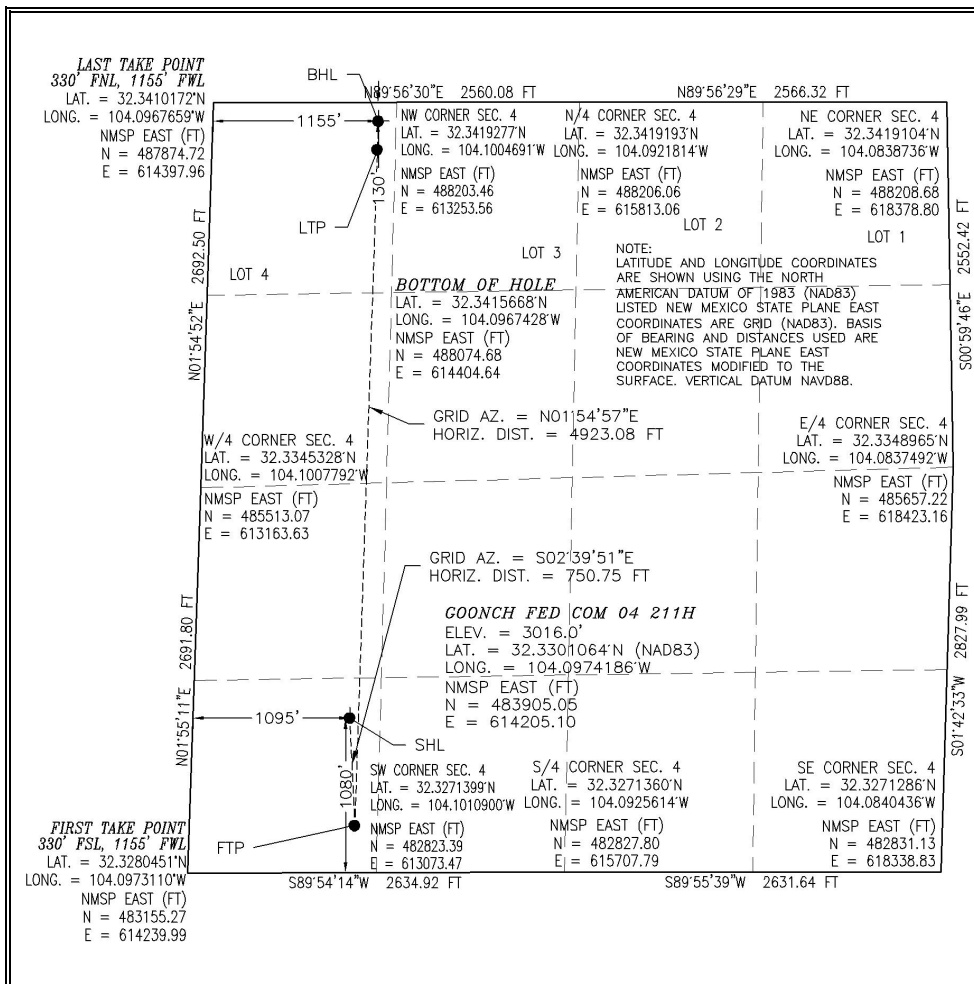 LAST TAKE POINT
330' FNL, 1155' FWL
LAT. = 32.3410172°N
LONG. = 104.0967659°W
NMSP EAST (FT)
N = 487874.72
E = 614397.96
BHL
N89°56'30"E 2560.08 FT
N89°56'29"E 2566.32 FT
1155'
130'
LTP
NW CORNER SEC. 4
LAT. = 32.3419277°N
LONG. = 104.1004691°W
NMSP EAST (FT)
N = 488203.46
E = 613253.56
N/4 CORNER SEC. 4
LAT. = 32.3419193°N
LONG. = 104.0921814°W
NMSP EAST (FT)
N = 488206.06
E = 615813.06
NE CORNER SEC. 4
LAT. = 32.3419104°N
LONG. = 104.0838736°W
NMSP EAST (FT)
N = 488208.68
E = 618378.80
LOT 4
LOT 3
LOT 2
LOT 1
N01°54'52"E 2692.50 FT
S00°59'46"E 2552.42 FT
NOTE:
LATITUDE AND LONGITUDE COORDINATES
ARE SHOWN USING THE NORTH
AMERICAN DATUM OF 1983 (NAD83)
LISTED NEW MEXICO STATE PLANE EAST
COORDINATES ARE GRID (NAD83). BASIS
OF BEARING AND DISTANCES USED ARE
NEW MEXICO STATE PLANE EAST
COORDINATES MODIFIED TO THE
SURFACE. VERTICAL DATUM NAVD88.
BOTTOM OF HOLE
LAT. = 32.3415668°N
LONG. = 104.0967428°W
NMSP EAST (FT)
N = 488074.68
E = 614404.64
GRID AZ. = N01°54'57"E
HORIZ. DIST. = 4923.08 FT
W/4 CORNER SEC. 4
LAT. = 32.3345328°N
LONG. = 104.1007792°W
NMSP EAST (FT)
N = 485513.07
E = 613163.63
E/4 CORNER SEC. 4
LAT. = 32.3348965°N
LONG. = 104.0837492°W
NMSP EAST (FT)
N = 485657.22
E = 618423.16
GRID AZ. = S02°39'51"E
HORIZ. DIST. = 750.75 FT
GOONCH FED COM 04 211H
ELEV. = 3016.0'
LAT. = 32.3301064°N (NAD83)
LONG. = 104.0974186°W
NMSP EAST (FT)
N = 483905.05
E = 614205.10
N01°55'11"E 2691.80 FT
S01°42'33"W 2827.99 FT
1095'
SHL
1080'
SW CORNER SEC. 4
LAT. = 32.3271399°N
LONG. = 104.1010900°W
NMSP EAST (FT)
N = 482823.39
E = 613073.47
S/4 CORNER SEC. 4
LAT. = 32.3271360°N
LONG. = 104.0925614°W
NMSP EAST (FT)
N = 482827.80
E = 615707.79
SE CORNER SEC. 4
LAT. = 32.3271286°N
LONG. = 104.0840436°W
NMSP EAST (FT)
N = 482831.13
E = 618338.83
FIRST TAKE POINT
330' FSL, 1155' FWL
LAT. = 32.3280451°N
LONG. = 104.0973110°W
NMSP EAST (FT)
N = 483155.27
E = 614239.99
FTP
S89°54'14"W 2634.92 FT
S89°55'39"W 2631.64 FT